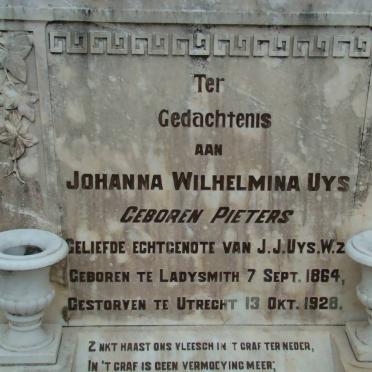 Ter
Gedachtenis
aan
Johanna Wilhelmina Uys
Geboren Pieters
Geliefde echtgenote van J.J. Uys. W.z
Geboren te Ladysmith 7 Sept. 1864,
Gestorven te Utrecht 13 Okt. 1928.
Zinkt haast ons vleesch in 't graf ter neder,
In 't graf is geen vermoeying meer;